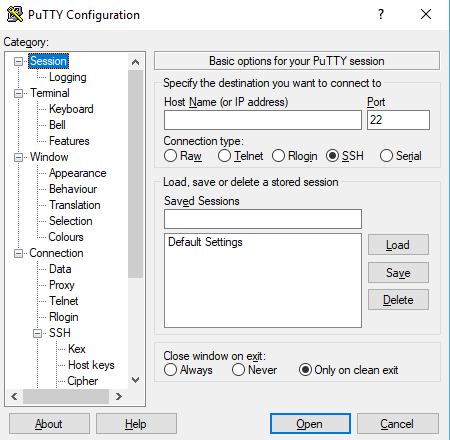 PuTTY Configuration
?
Category:
Session
Logging
Terminal
Keyboard
Bell
Features
Window
Appearance
Behaviour
Translation
Selection
Colours
Connection
Data
Proxy
Telnet
Rlogin
SSH
Kex
Host keys
Cipher
Basic options for your PuTTY session
Specify the destination you want to connect to
Host Name (or IP address) Port
22
Connection type:
Raw Telnet Rlogin SSH Serial
Load, save or delete a stored session
Saved Sessions
Default Settings
Load
Save
Delete
Close window on exit:
Always Never Only on clean exit
About Help Open Cancel